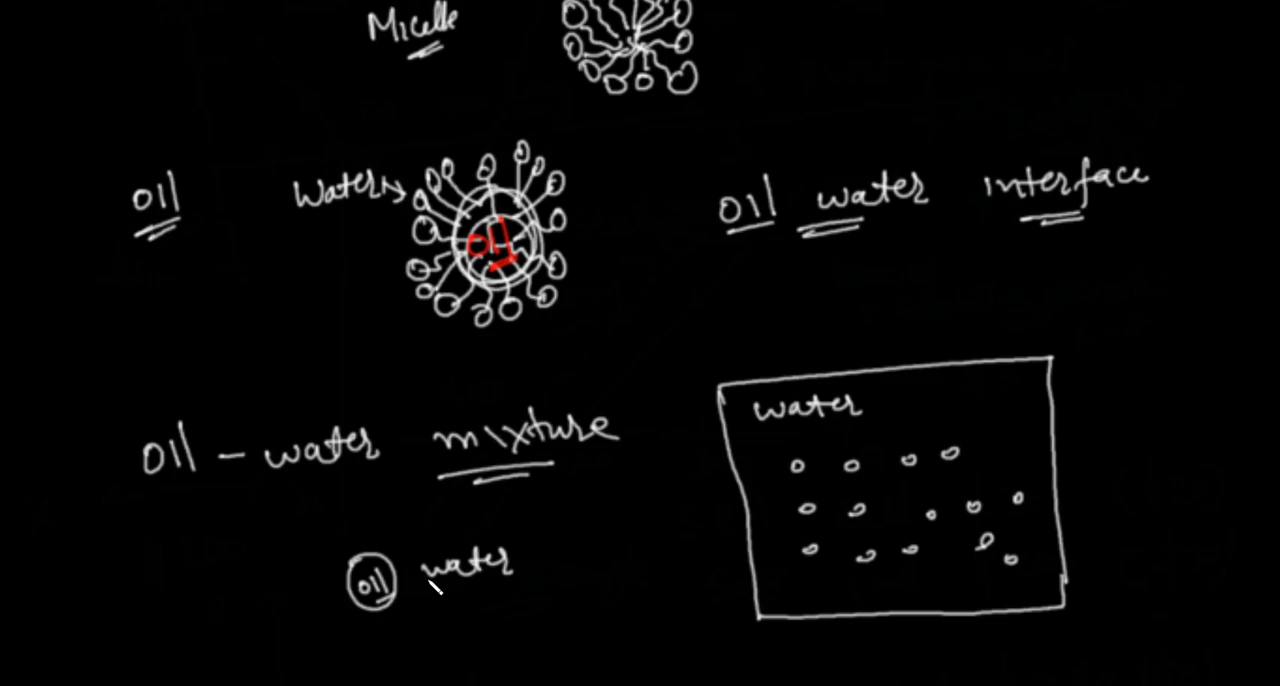 Micelle
oil
water
oil
oil water interface
oil - water mixture
water
oil water